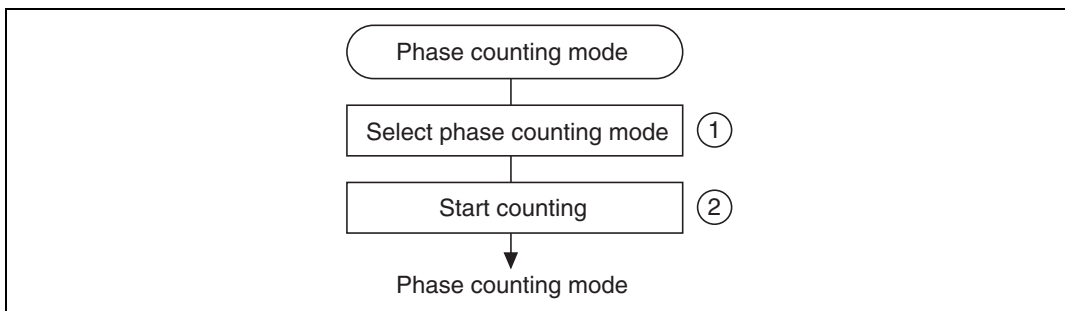 Phase counting mode
Select phase counting mode ①
Start counting ②
Phase counting mode